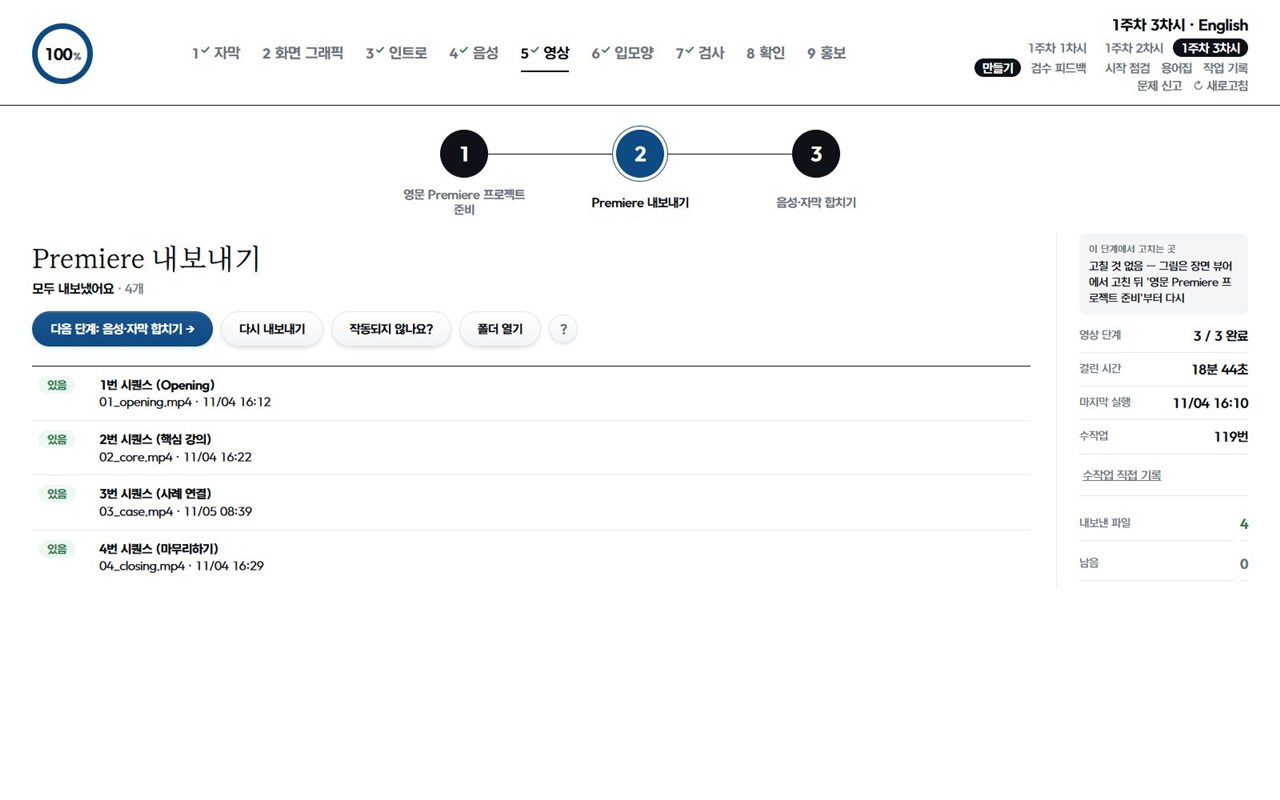 100%
1✓ 자막 2 화면 그래픽 3✓ 인트로 4✓ 음성 5✓ 영상 6✓ 입모양 7✓ 검사 8 확인 9 홍보
1주차 3차시 · English
1주차 1차시 1주차 2차시 1주차 3차시
만들기 검수 피드백 시작 점검 용어집 작업 기록
문제 신고 ↻ 새로고침
1 2 3
영문 Premiere 프로젝트
준비
Premiere 내보내기
음성·자막 합치기
Premiere 내보내기
모두 내보냈어요 · 4개
다음 단계: 음성·자막 합치기 → 다시 내보내기 작동되지 않나요? 폴더 열기 ?
있음 1번 시퀀스 (Opening)
01_opening.mp4 · 11/04 16:12
있음 2번 시퀀스 (핵심 강의)
02_core.mp4 · 11/04 16:22
있음 3번 시퀀스 (사례 연결)
03_case.mp4 · 11/05 08:39
있음 4번 시퀀스 (마무리하기)
04_closing.mp4 · 11/04 16:29
이 단계에서 고치는 곳
고칠 것 없음 — 그림은 장면 뷰어
에서 고친 뒤 '영문 Premiere 프
로젝트 준비'부터 다시
영상 단계 3 / 3 완료
걸린 시간 18분 44초
마지막 실행 11/04 16:10
수작업 119번
수작업 직접 기록
내보낸 파일 4
남음 0